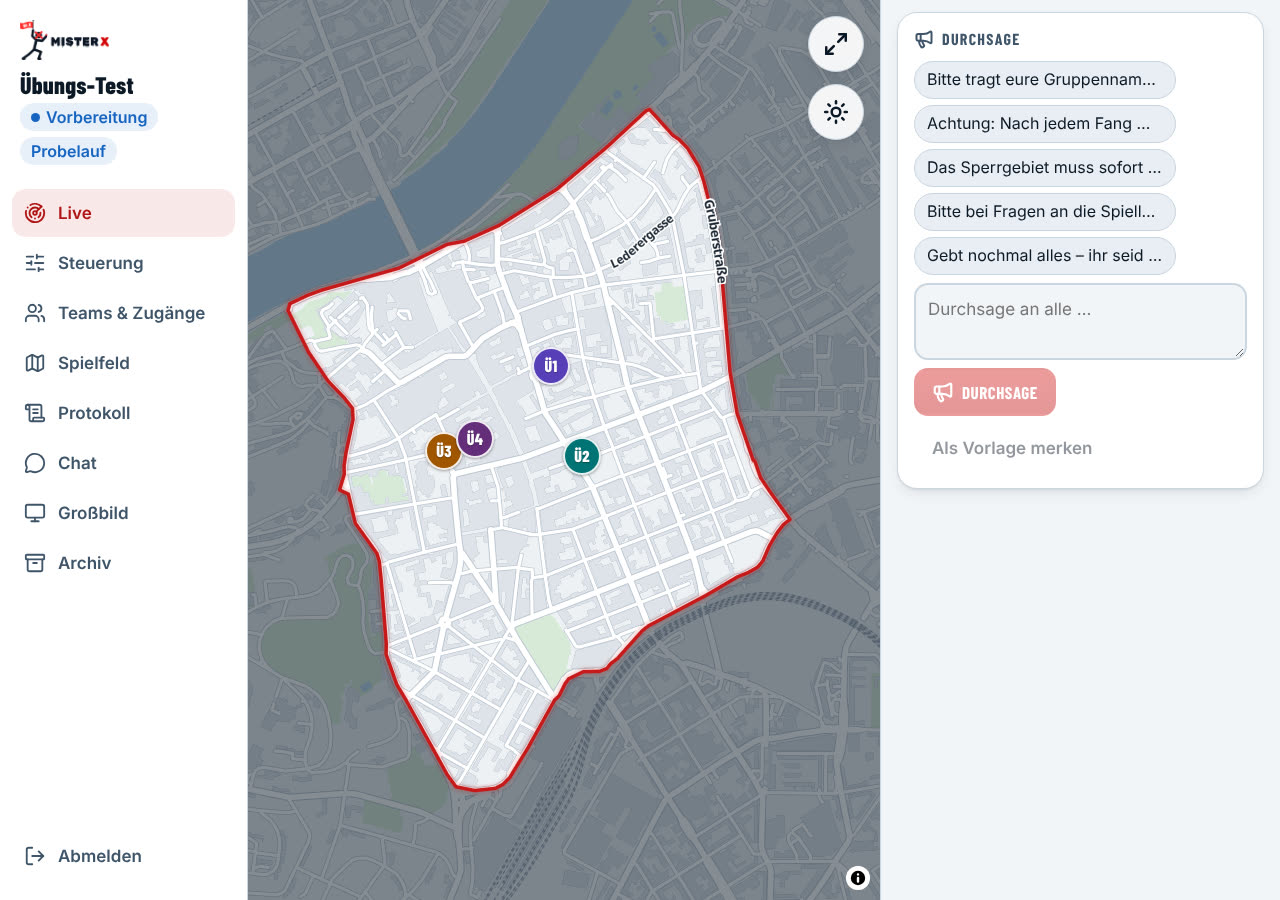 MISTER X
Übungs-Test
Vorbereitung
Probelauf
Live
Steuerung
Teams & Zugänge
Spielfeld
Protokoll
Chat
Großbild
Archiv
Abmelden
Lederergasse
Gruberstraße
Ü1
Ü3
Ü4
Ü2
DURCHSAGE
Bitte tragt eure Gruppennam...
Achtung: Nach jedem Fang ...
Das Sperrgebiet muss sofort ...
Bitte bei Fragen an die Spiell...
Gebt nochmal alles – ihr seid ...
Durchsage an alle ...
DURCHSAGE
Als Vorlage merken